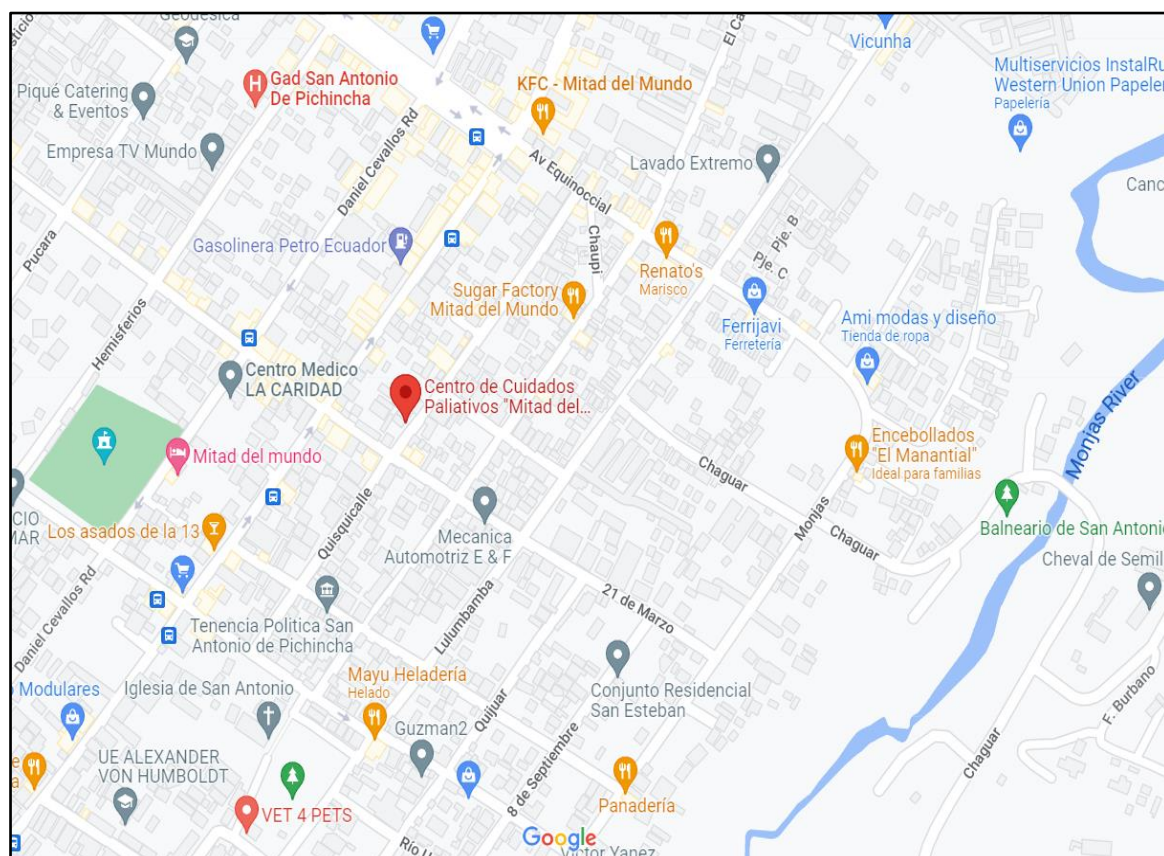 Geodesica
Vicunha
El Ca
Gad San Antonio
De Pichincha
KFC - Mitad del Mundo
Multiservicios InstalRu
Western Union Papeler
Papelería
Piqué Catering
& Eventos
Empresa TV Mundo
Daniel Cevallos Rd
Av Equinoccial
Lavado Extremo
Canc
Pucara
Gasolinera Petro Ecuador
Chaupi
Pje. B
Pje. C
Renato's
Marisco
Sugar Factory
Mitad del Mundo
Hemisferios
Ferrijavi
Ferretería
Ami modas y diseño
Tienda de ropa
Centro Medico
LA CARIDAD
Centro de Cuidados
Paliativos "Mitad del...
Monjas River
Encebollados
"El Manantial"
Ideal para familias
Mitad del mundo
Chaguar
Monjas
Chaguar
CIO
MAR
Los asados de la 13
Quisquicalle
Mecanica
Automotriz E & F
Balneario de San Antonio
Cheval de Semil
Daniel Cevallos Rd
21 de Marzo
Lulumbamba
Tenencia Politica San
Antonio de Pichincha
Mayu Heladería
Helado
Conjunto Residencial
San Esteban
o Modulares
Iglesia de San Antonio
Quijuar
Guzman2
F. Burbano
Chaguar
UE ALEXANDER
VON HUMBOLDT
8 de Septiembre
Panadería
VET 4 PETS
Google
Río U
Victor Yanez